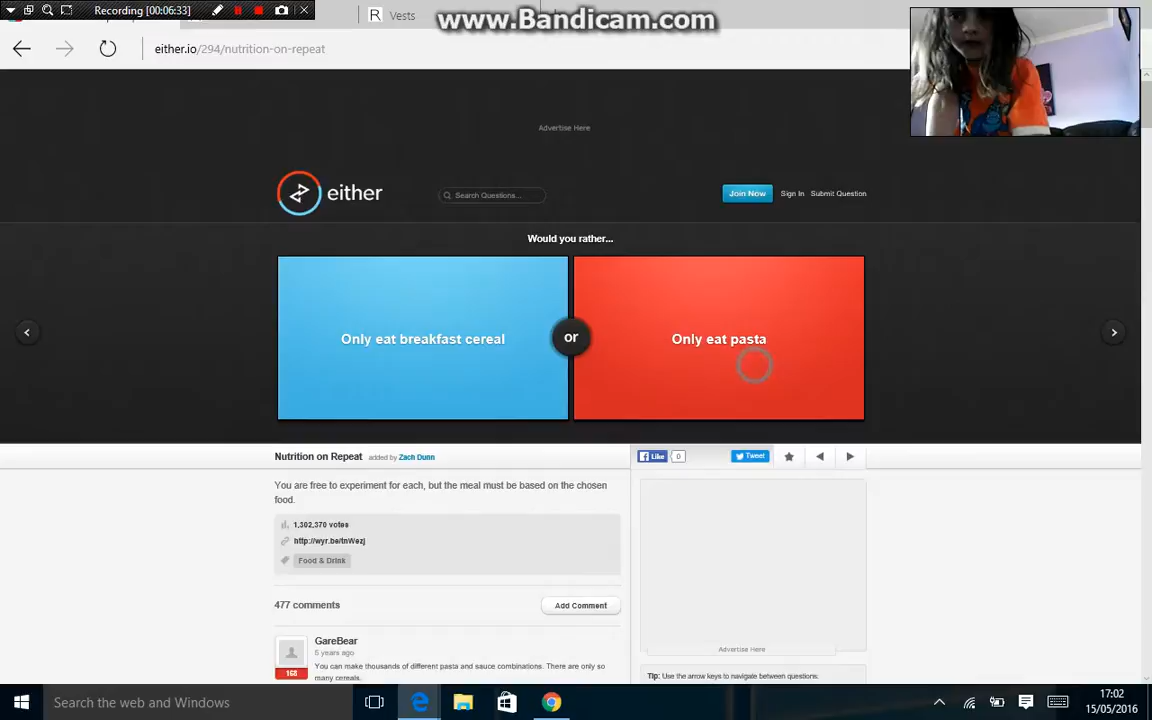 Recording [00:06:33]
R Vests
www.Bandicam.com
either.io/294/nutrition-on-repeat
Advertise Here
either
Search Questions...
Join Now Sign In Submit Question
Would you rather...
Only eat breakfast cereal
or
Only eat pasta
Nutrition on Repeat added by Zach Dunn
Like 0
Tweet
You are free to experiment for each, but the meal must be based on the chosen
food.
1,302,370 votes
http://wyr.be/tnWezj
Food & Drink
477 comments
Add Comment
GareBear
5 years ago
168
You can make thousands of different pasta and sauce combinations. There are only so
many cereals.
Advertise Here
Tip: Use the arrow keys to navigate between questions.
Search the web and Windows
17:02
15/05/2016